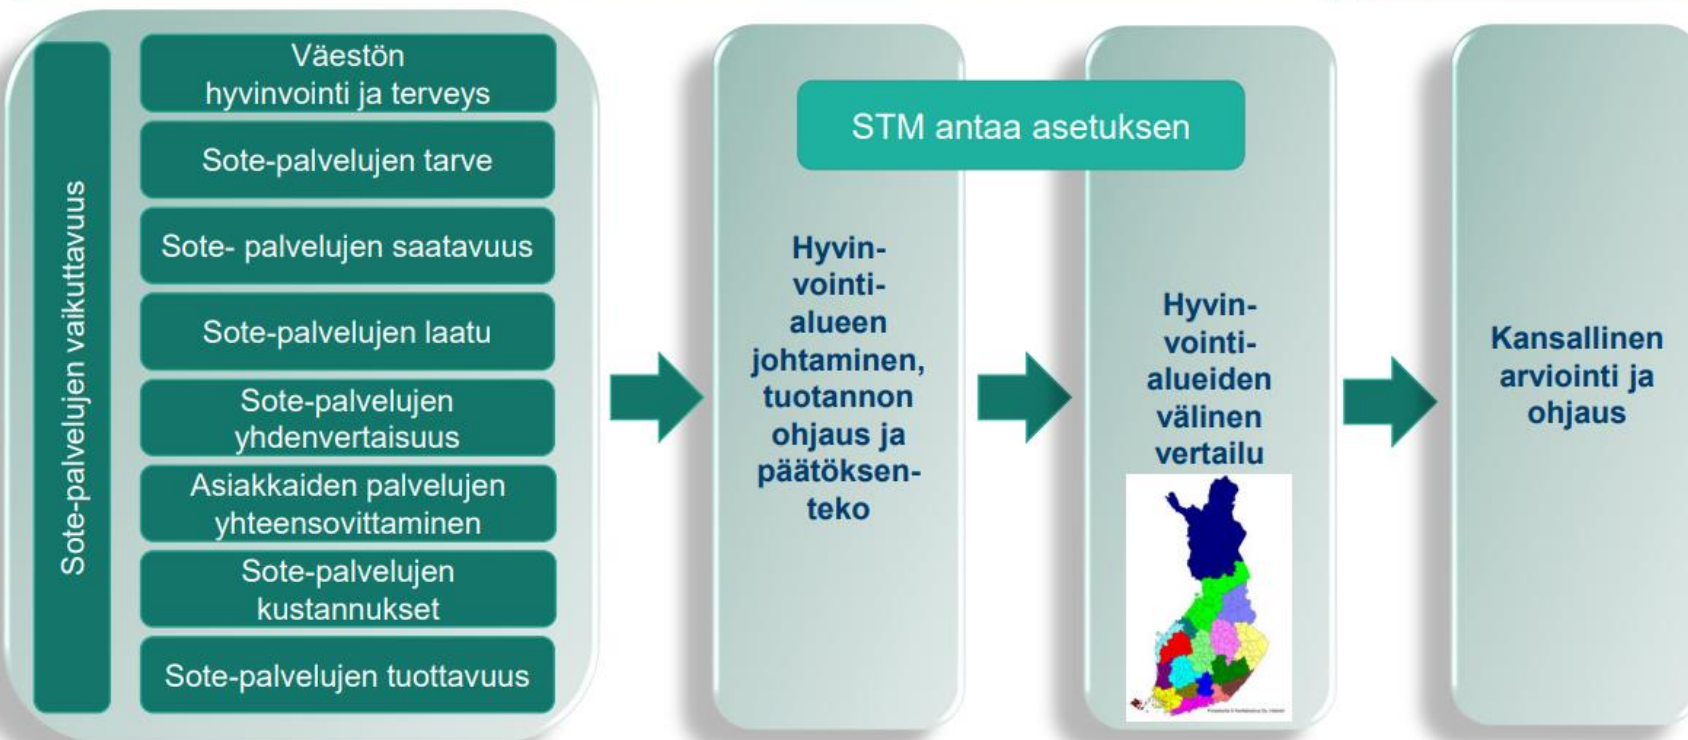 Sote-palvelujen vaikuttavuus
Väestön
hyvinvointi ja terveys
Sote-palvelujen tarve
Sote- palvelujen saatavuus
Sote-palvelujen laatu
Sote-palvelujen
yhdenvertaisuus
Asiakkaiden palvelujen
yhteensovittaminen
Sote-palvelujen
kustannukset
Sote-palvelujen tuottavuus
STM antaa asetuksen
Hyvin-
vointi-
alueen
johtaminen,
tuotannon
ohjaus ja
päätöksen-
teko
Hyvin-
vointi-
alueiden
välinen
vertailu
Kansallinen
arviointi ja
ohjaus